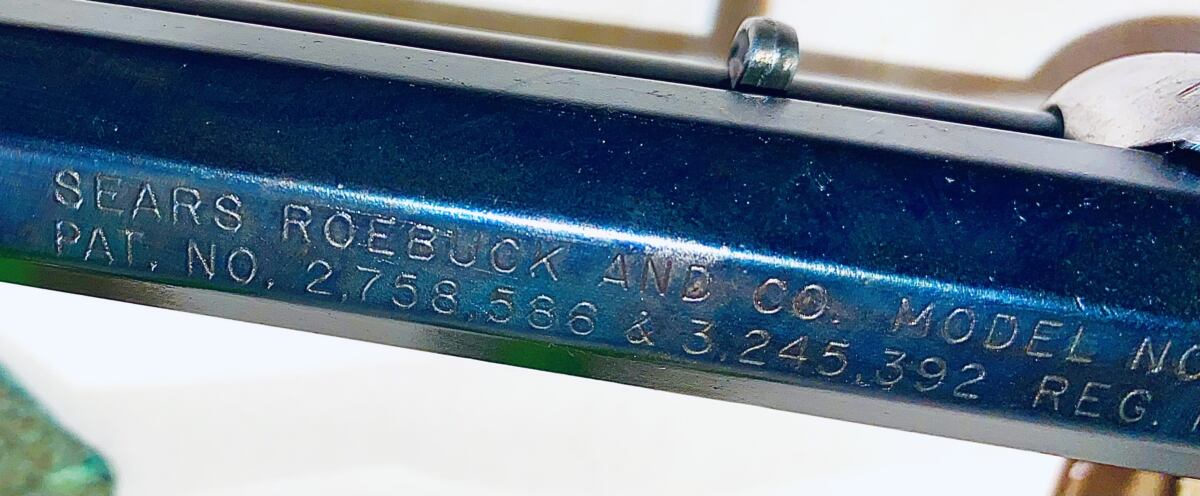 SEARS ROEBUCK AND CO. MODEL NO
PAT. NO. 2,758,586 & 3,245,392 REG.